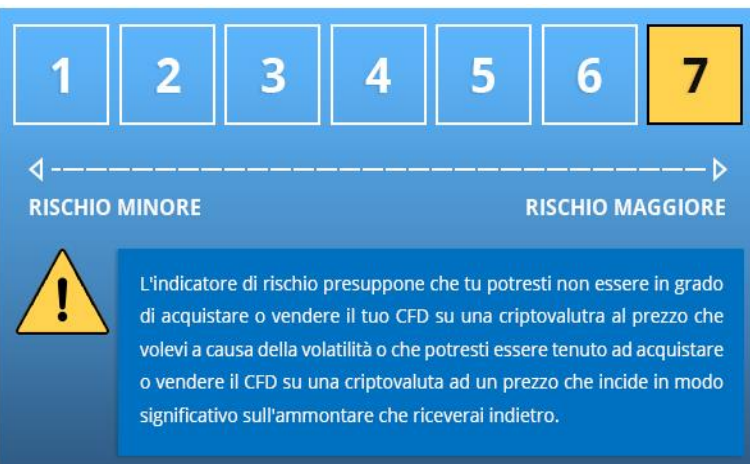 1 2 3 4 5 6 7
RISCHIO MINORE RISCHIO MAGGIORE
L'indicatore di rischio presuppone che tu potresti non essere in grado
di acquistare o vendere il tuo CFD su una criptovalutra al prezzo che
volevi a causa della volatilità o che potresti essere tenuto ad acquistare
o vendere il CFD su una criptovaluta ad un prezzo che incide in modo
significativo sull'ammontare che riceverai indietro.